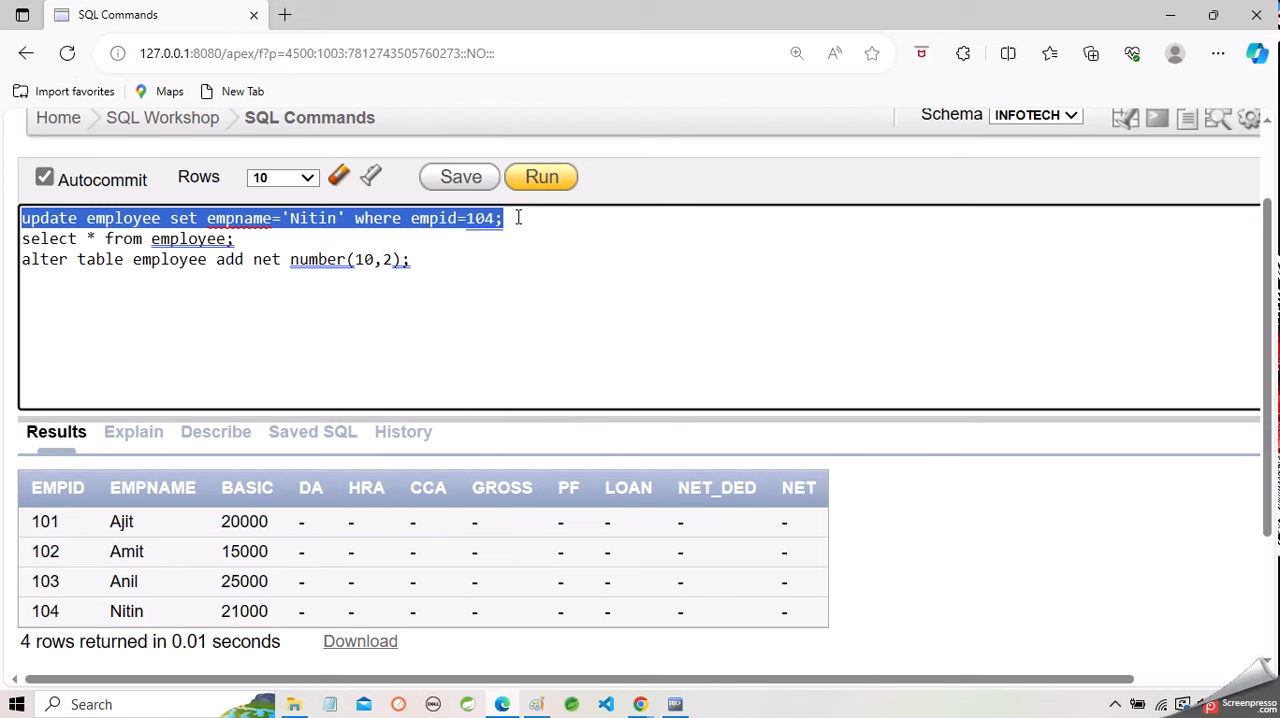 SQL Commands
127.0.0.1:8080/apex/f?p=4500:1003:7812743505760273::NO:::
Import favorites
Maps
New Tab
Home
SQL Workshop
SQL Commands
Schema
INFOTECH
Autocommit
Rows
10
Save
Run
update employee set empname='Nitin' where empid=104;
select * from employee;
alter table employee add net number(10,2);
Results Explain Describe Saved SQL History
EMPID EMPNAME BASIC DA HRA CCA GROSS PF LOAN NET_DED NET
101 Ajit 20000 - - - - - - - -
102 Amit 15000 - - - - - - - -
103 Anil 25000 - - - - - - - -
104 Nitin 21000 - - - - - - - -
4 rows returned in 0.01 seconds
Download
Search
Screenpresso
.com